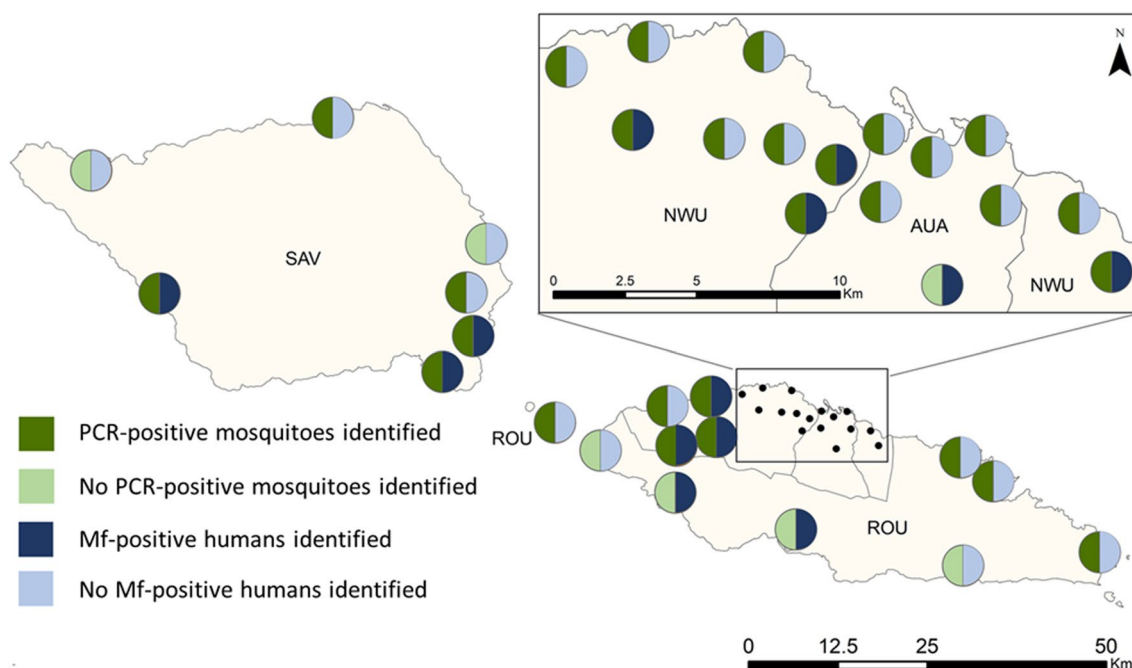 N
NWU
AUA
NWU
0 2.5 5 10
Km
SAV
ROU
ROU
PCR-positive mosquitoes identified
No PCR-positive mosquitoes identified
Mf-positive humans identified
No Mf-positive humans identified
0 12.5 25 50
Km